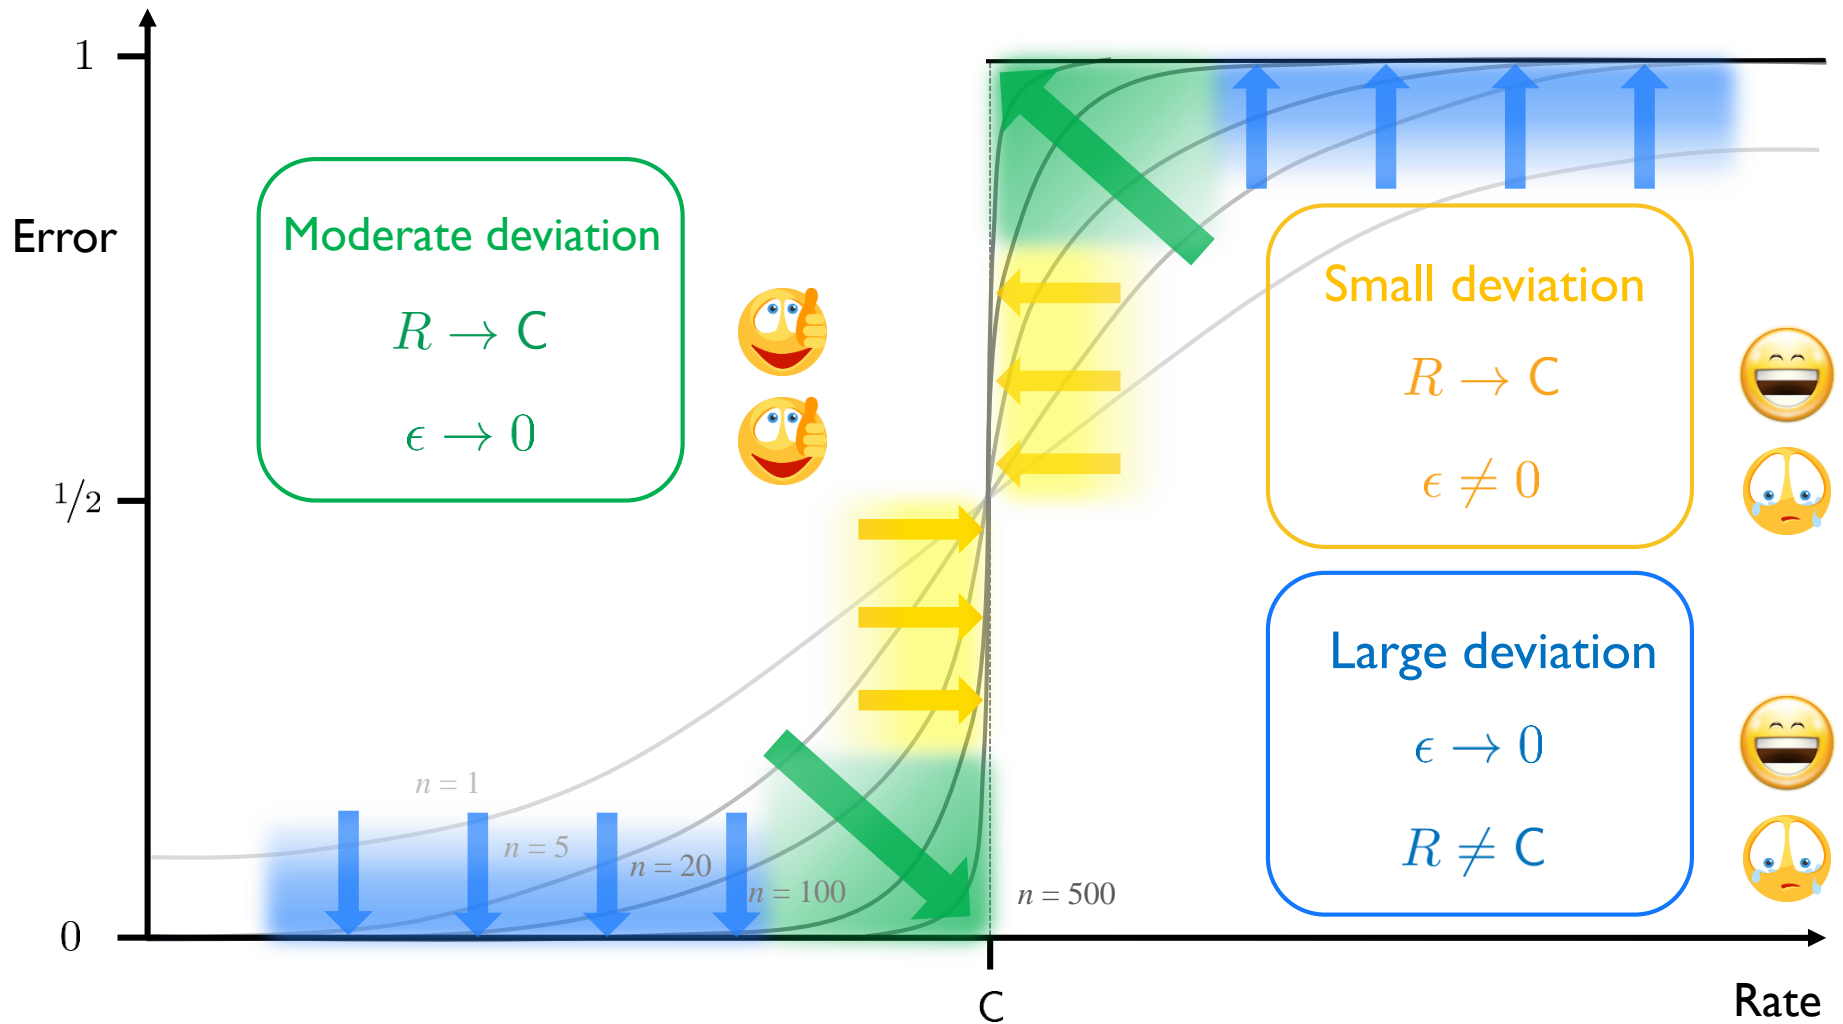 1
Error
Moderate deviation
R → C
ϵ → 0
Small deviation
R → C
ϵ ≠ 0
1/2
Large deviation
ϵ → 0
R ≠ C
n = 1
n = 5
n = 20
n = 100
n = 500
0
C
Rate